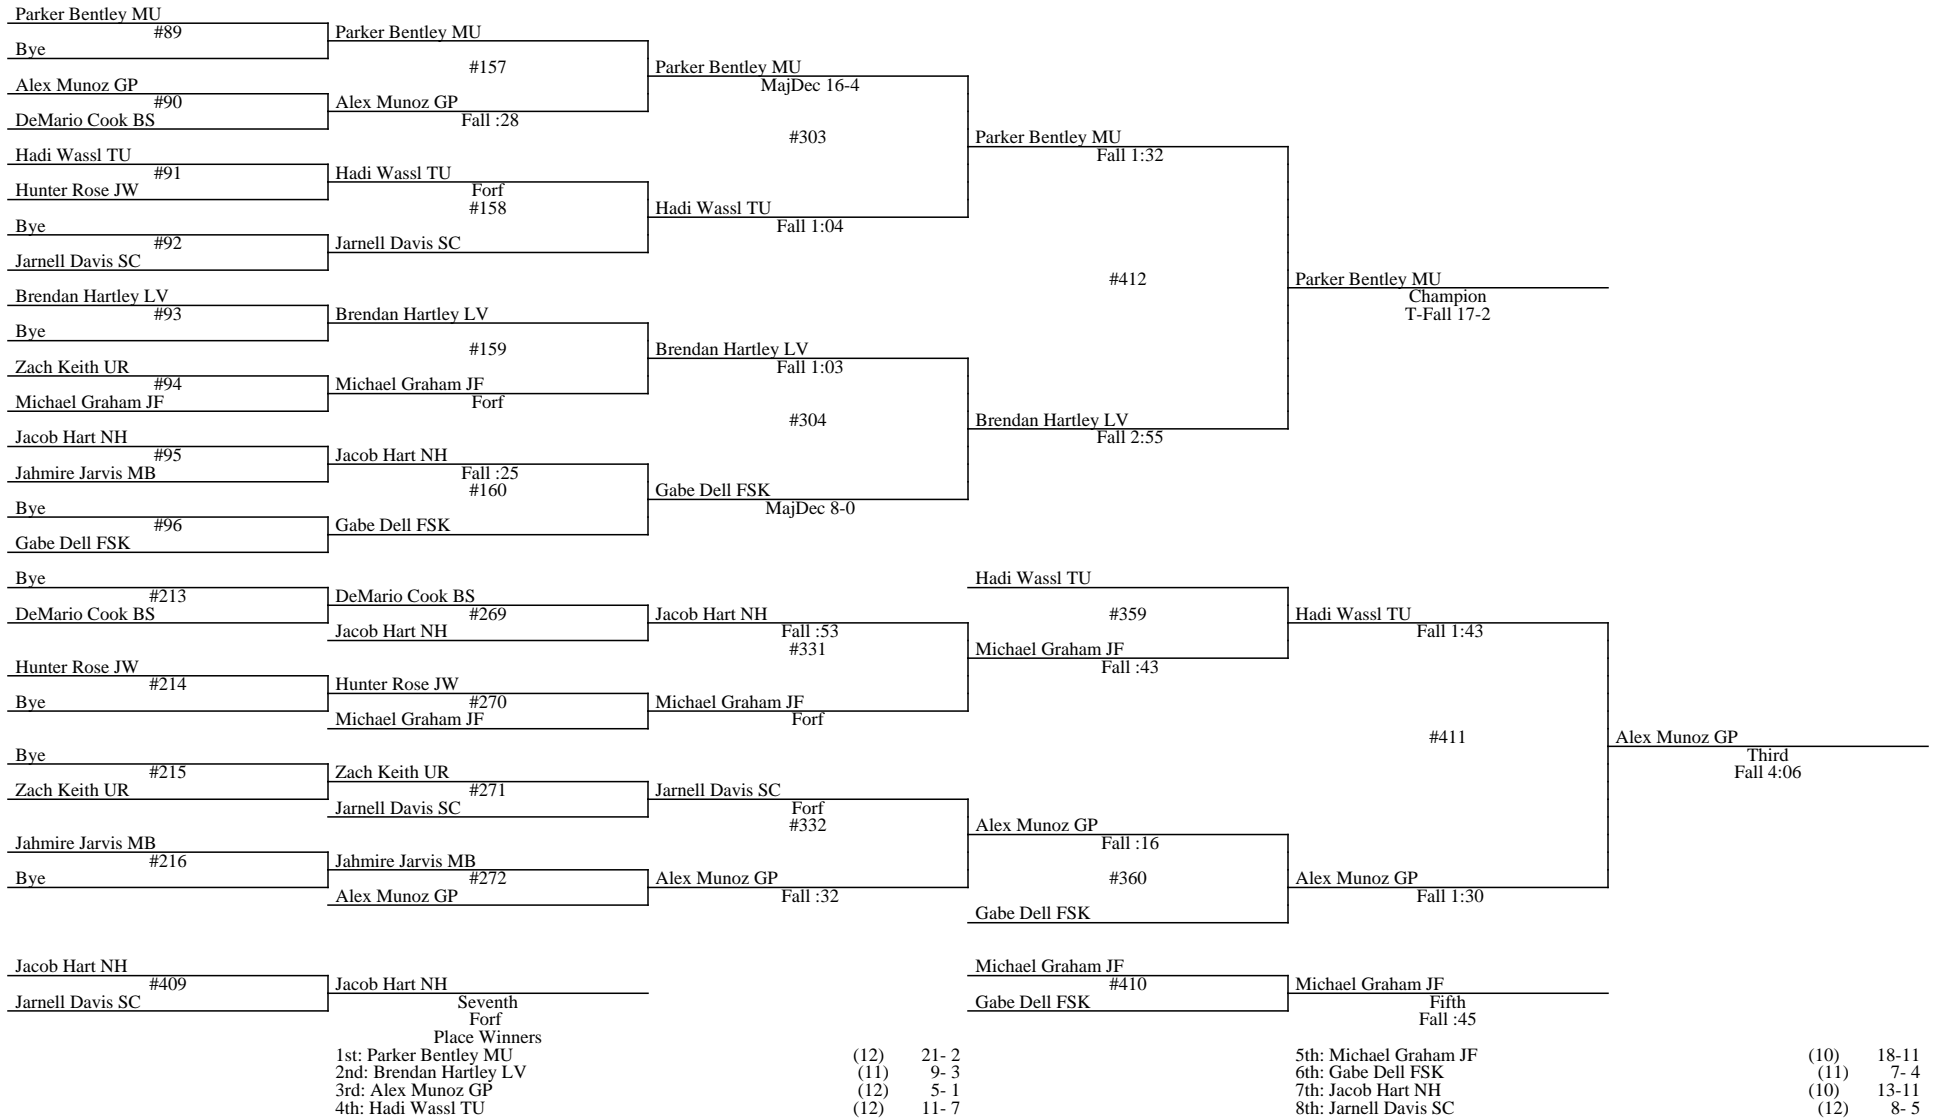 Parker Bentley MU
#89
Bye
Parker Bentley MU
#157
Alex Munoz GP
#90
DeMario Cook BS
Alex Munoz GP
Fall :28
Parker Bentley MU
MajDec 16-4
#303
Hadi Wassl TU
#91
Hunter Rose JW
Hadi Wassl TU
Forf
#158
Bye
#92
Jarnell Davis SC
Jarnell Davis SC
Hadi Wassl TU
Fall 1:04
Parker Bentley MU
Fall 1:32
#412
Brendan Hartley LV
#93
Bye
Brendan Hartley LV
#159
Zach Keith UR
#94
Michael Graham JF
Michael Graham JF
Forf
Brendan Hartley LV
Fall 1:03
#304
Jacob Hart NH
#95
Jahmire Jarvis MB
Jacob Hart NH
Fall :25
#160
Bye
#96
Gabe Dell FSK
Gabe Dell FSK
Gabe Dell FSK
MajDec 8-0
Brendan Hartley LV
Fall 2:55
Parker Bentley MU
Champion
T-Fall 17-2
Bye
#213
DeMario Cook BS
DeMario Cook BS
#269
Jacob Hart NH
Jacob Hart NH
Fall :53
#331
Hunter Rose JW
#214
Bye
Hunter Rose JW
#270
Michael Graham JF
Michael Graham JF
Forf
Hadi Wassl TU
#359
Michael Graham JF
Fall :43
Hadi Wassl TU
Fall 1:43
#411
Bye
#215
Zach Keith UR
Zach Keith UR
#271
Jarnell Davis SC
Jarnell Davis SC
Forf
#332
Jahmire Jarvis MB
#216
Bye
Jahmire Jarvis MB
#272
Alex Munoz GP
Alex Munoz GP
Fall :32
Alex Munoz GP
Fall :16
#360
Gabe Dell FSK
Alex Munoz GP
Fall 1:30
Alex Munoz GP
Third
Fall 4:06
Jacob Hart NH
#409
Jarnell Davis SC
Jacob Hart NH
Seventh
Forf
Michael Graham JF
#410
Gabe Dell FSK
Michael Graham JF
Fifth
Fall :45
Place Winners
1st: Parker Bentley MU (12) 21- 2
2nd: Brendan Hartley LV (11) 9- 3
3rd: Alex Munoz GP (12) 5- 1
4th: Hadi Wassl TU (12) 11- 7
5th: Michael Graham JF (10) 18-11
6th: Gabe Dell FSK (11) 7- 4
7th: Jacob Hart NH (10) 13-11
8th: Jarnell Davis SC (12) 8- 5